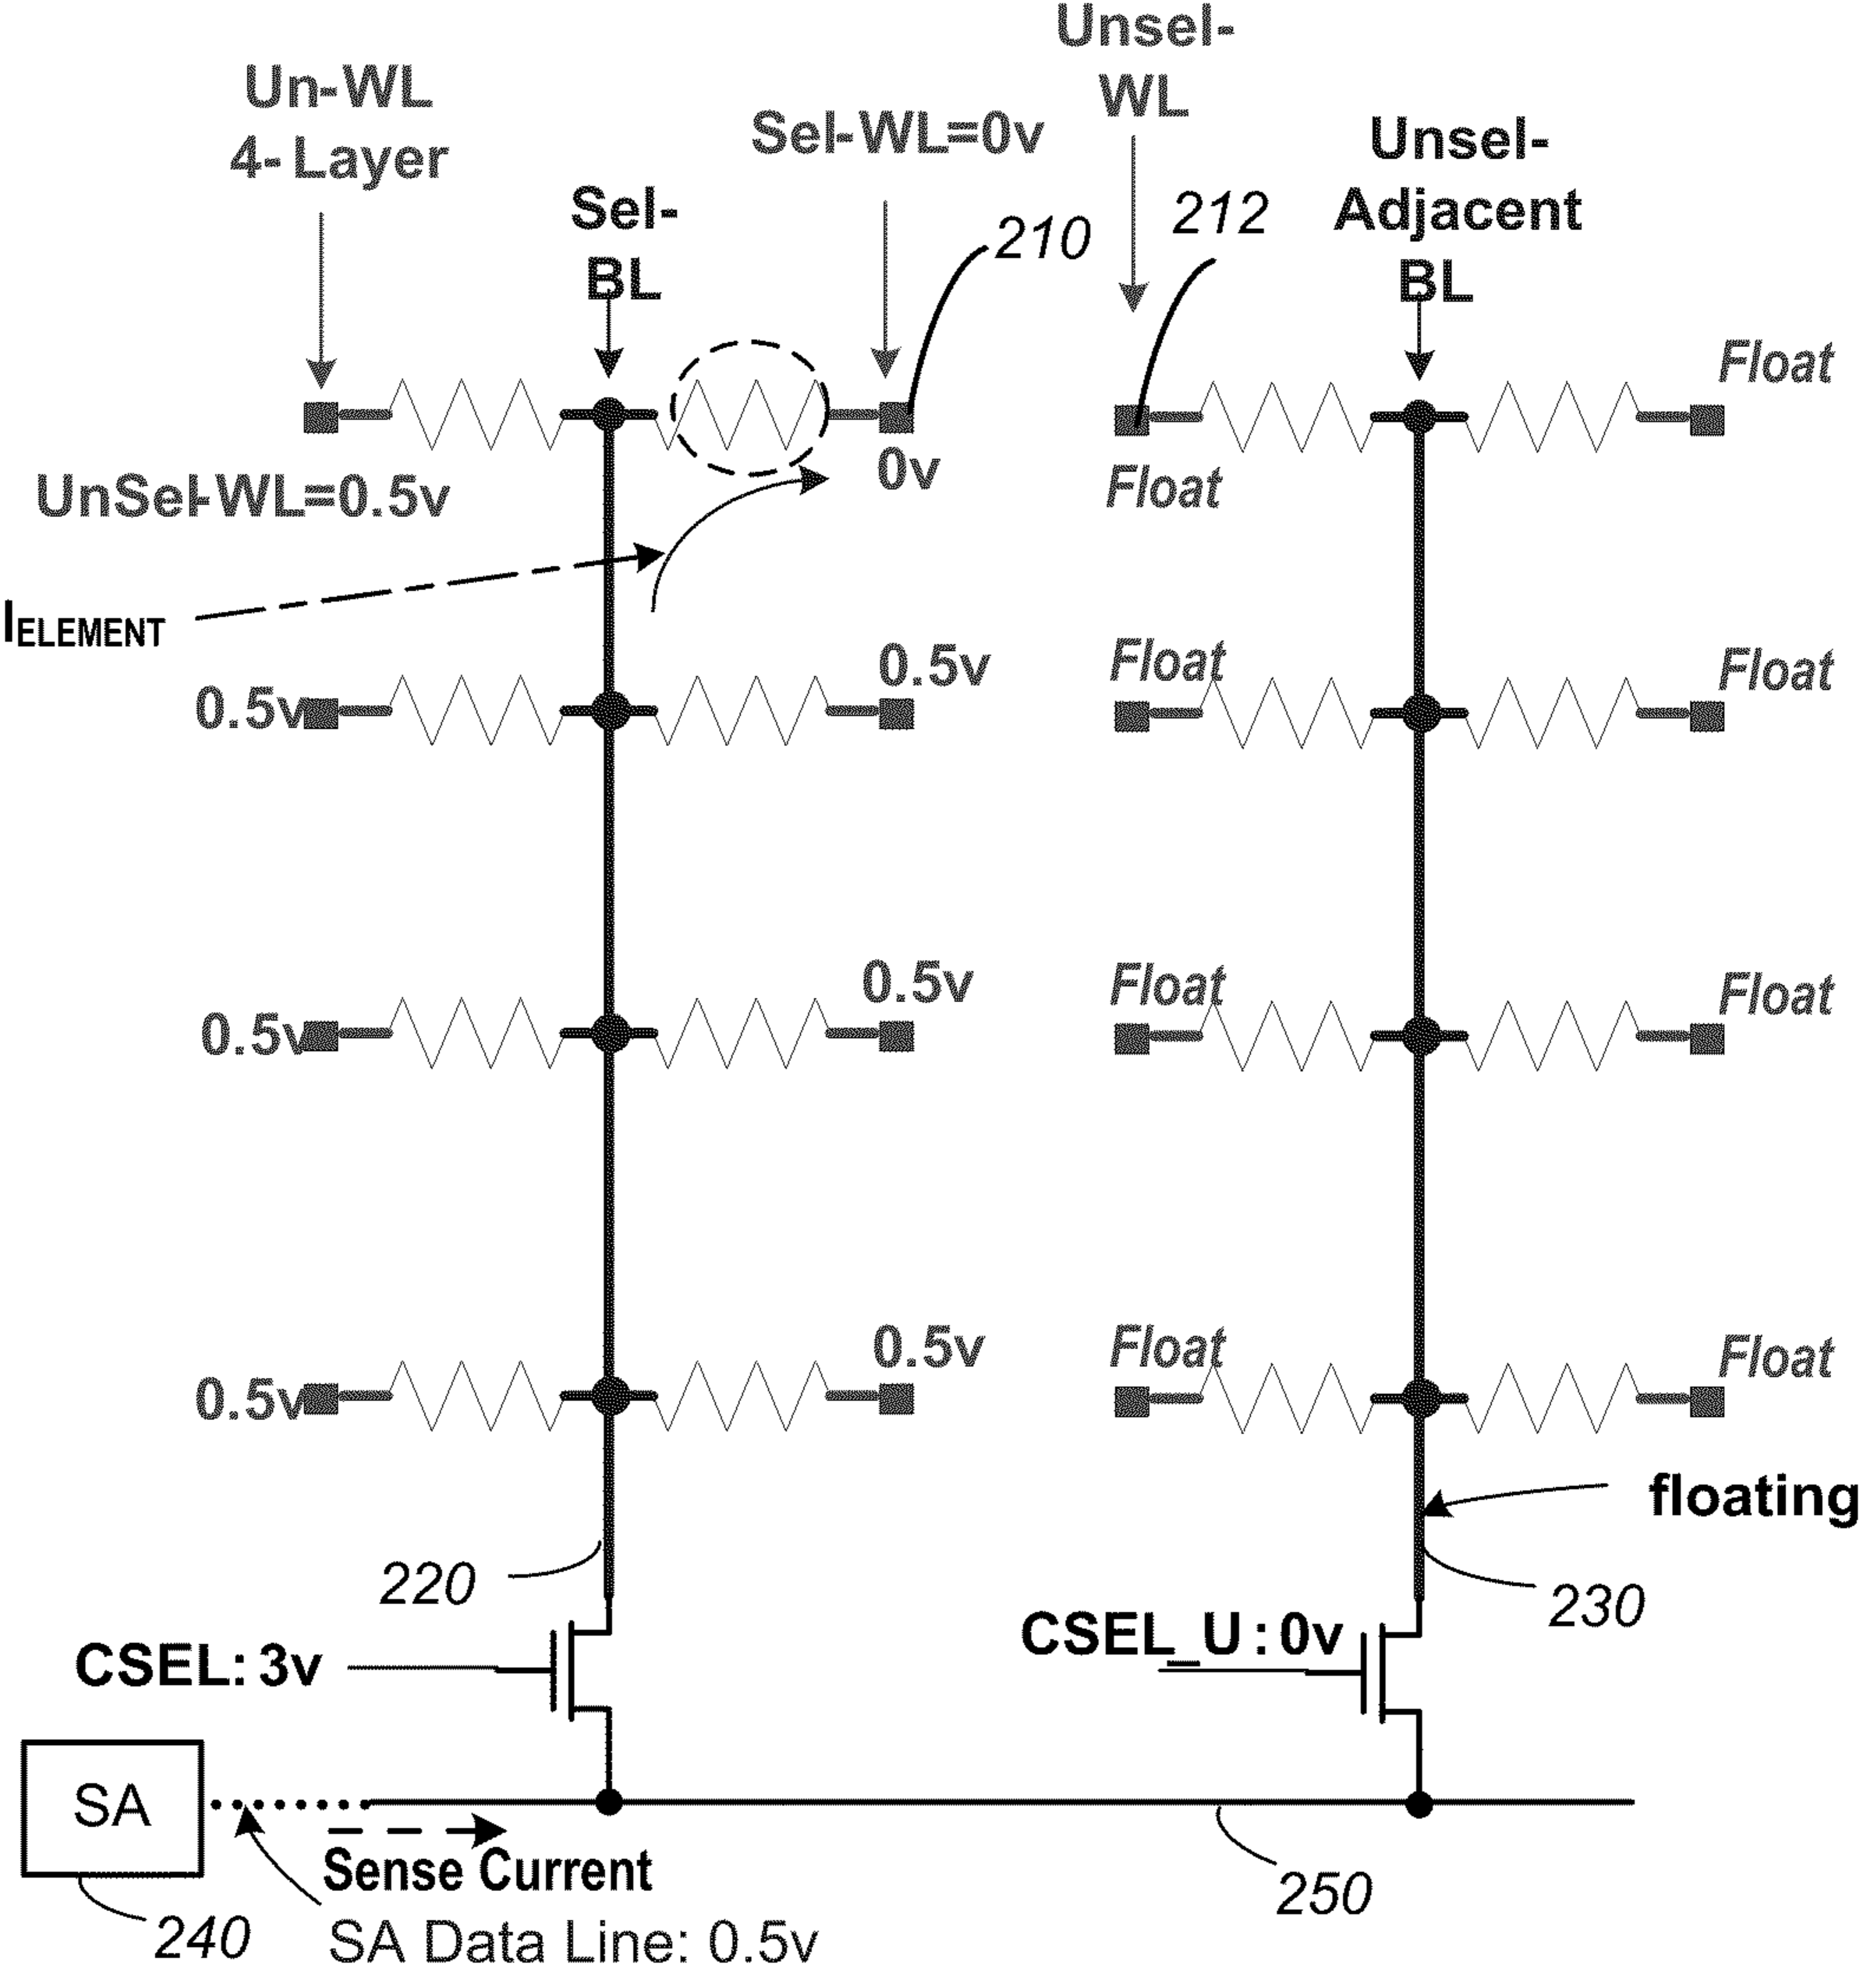 Unsel-
WL
Un-WL
4-Layer
Sel-WL=0v
Unsel-
Adjacent
BL
Sel-
BL
210
212
Float
UnSel-WL=0.5v
0v
Float
IELEMENT
0.5v
0.5v
Float
Float
0.5v
0.5v
Float
Float
0.5v
0.5v
Float
Float
floating
220
230
CSEL: 3v
CSEL_U : 0v
SA
Sense Current
250
240
SA Data Line: 0.5v